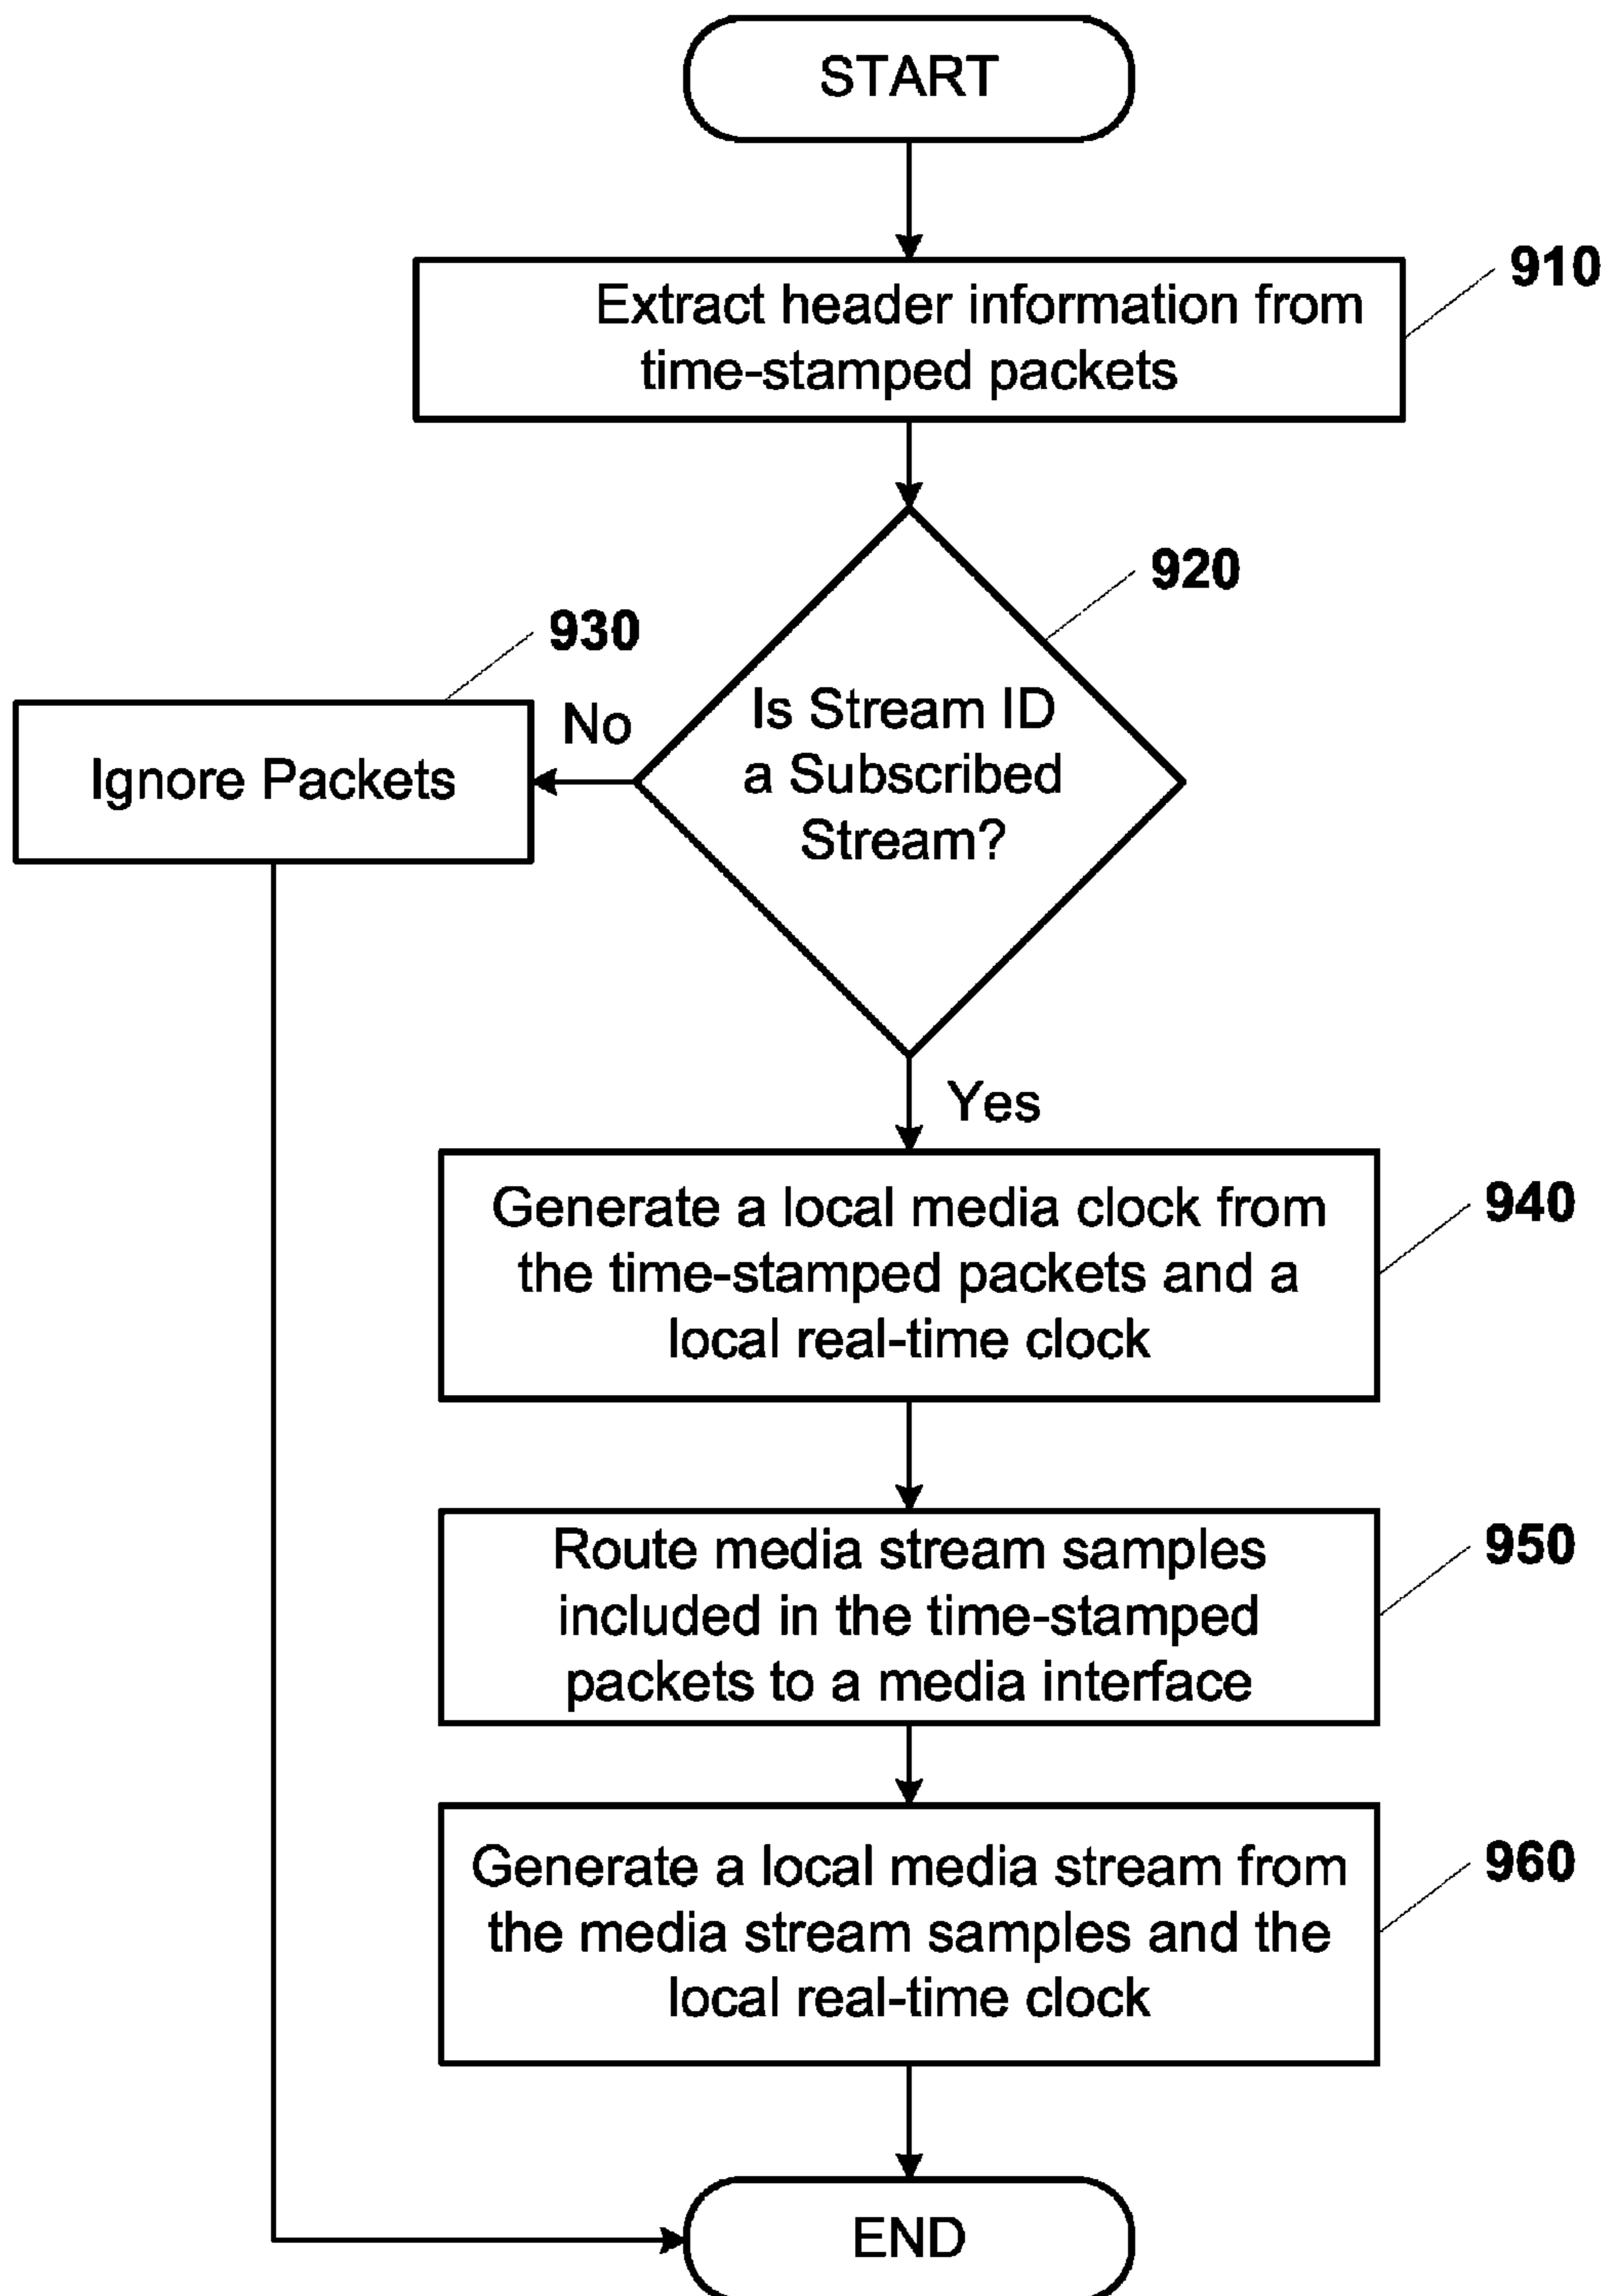 START
910
Extract header information from
time-stamped packets
920
930
Is Stream ID
a Subscribed
Stream?
No
Ignore Packets
Yes
940
Generate a local media clock from
the time-stamped packets and a
local real-time clock
950
Route media stream samples
included in the time-stamped
packets to a media interface
960
Generate a local media stream from
the media stream samples and the
local real-time clock
END